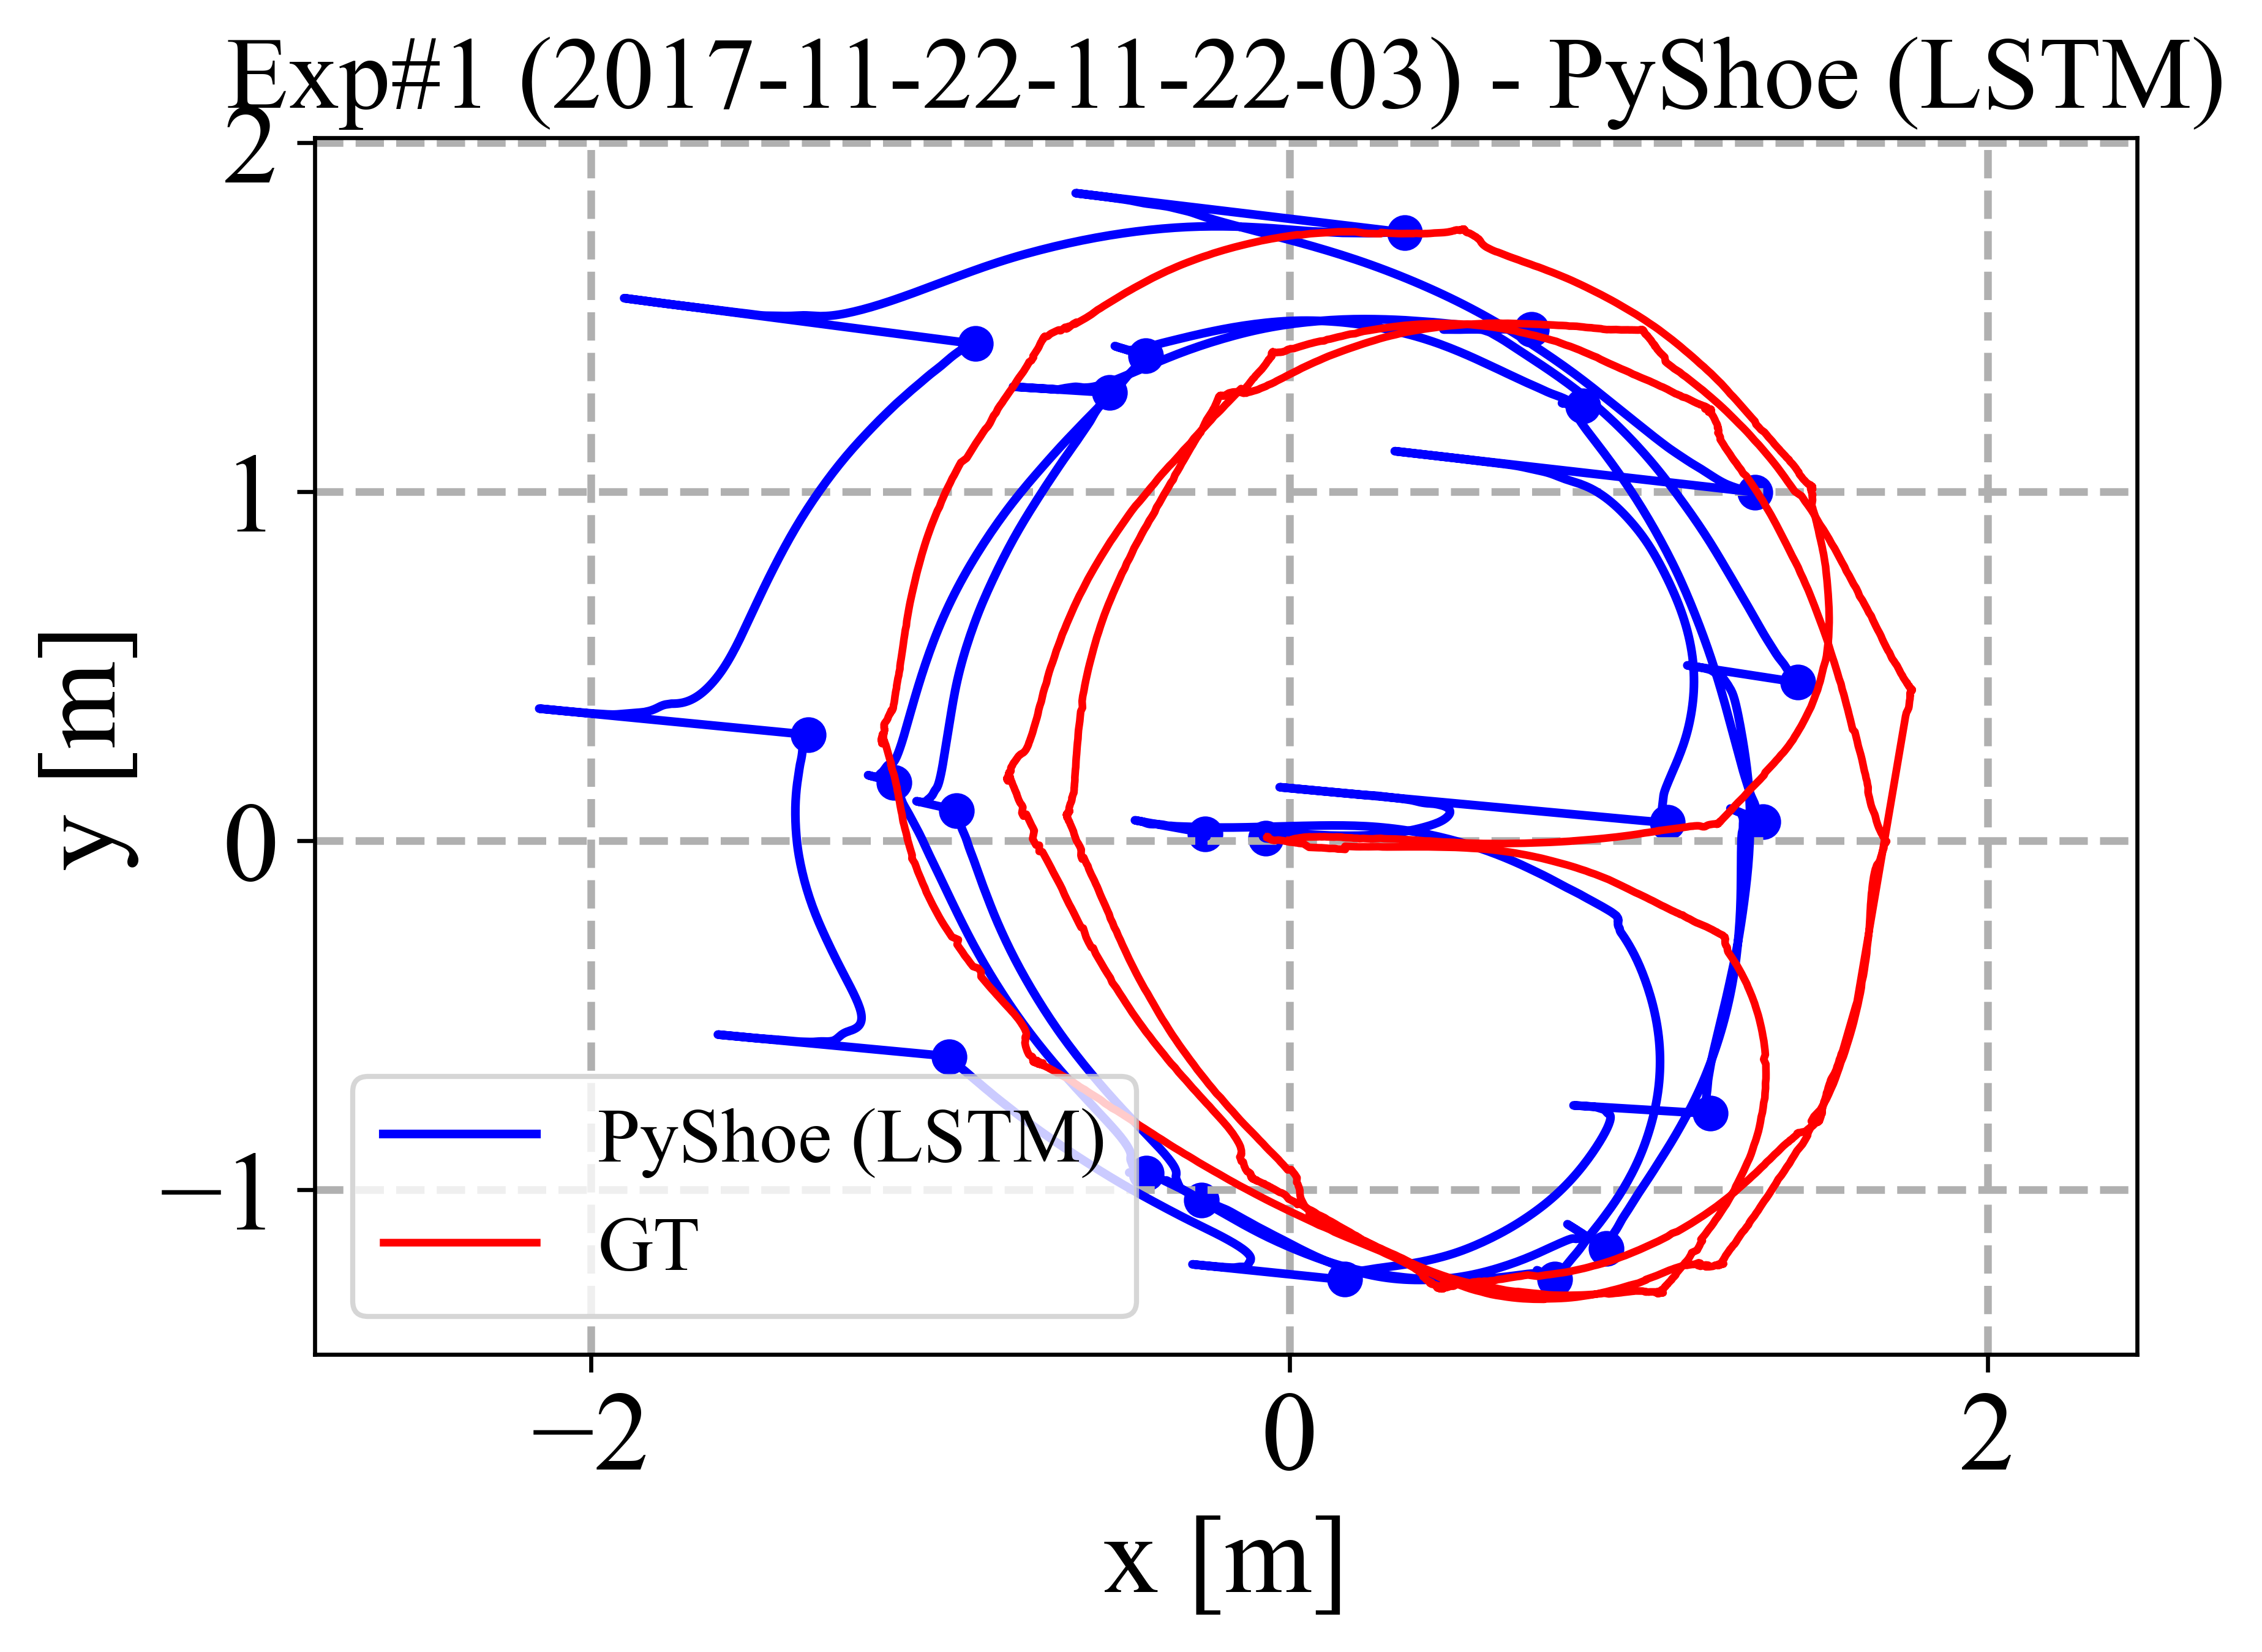 Exp#1 (2017-11-22-11-22-03) - PyShoe (LSTM)
2
1
0
−1
y [m]
PyShoe (LSTM)
GT
−2
0
2
x [m]